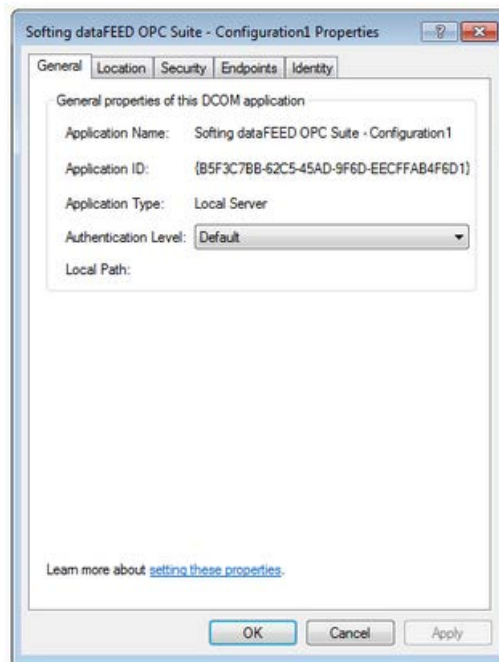 Softing dataFEED OPC Suite - Configuration1 Properties
General Location Security Endpoints Identity
General properties of this DCOM application
Application Name: Softing dataFEED OPC Suite - Configuration1
Application ID: {B5F3C7BB-62C5-45AD-9F6D-EECFFAB4F6D1}
Application Type: Local Server
Authentication Level: Default
Local Path:
Learn more about setting these properties.
OK Cancel Apply